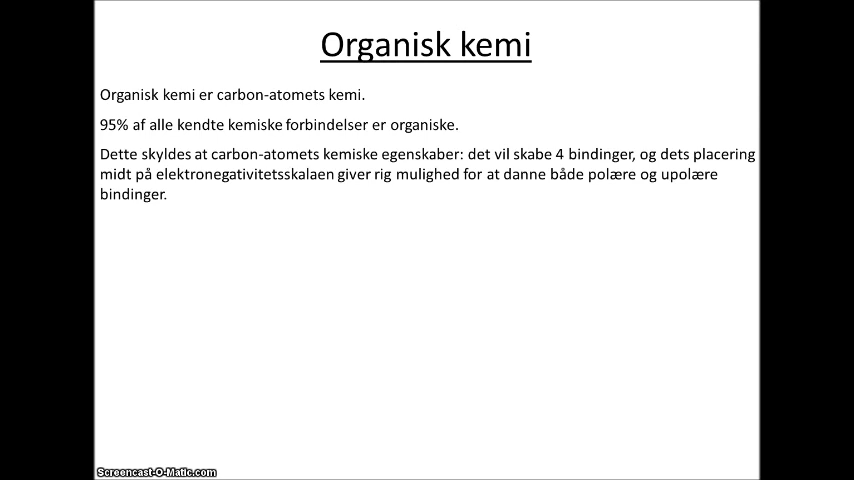 Organisk kemi
Organisk kemi er carbon-atomets kemi.
95% af alle kendte kemiske forbindelser er organiske.
Dette skyldes at carbon-atomets kemiske egenskaber: det vil skabe 4 bindinger, og dets placering
midt på elektronegativitetsskalaen giver rig mulighed for at danne både polære og upolære
bindinger.
Screencast-O-Matic.com